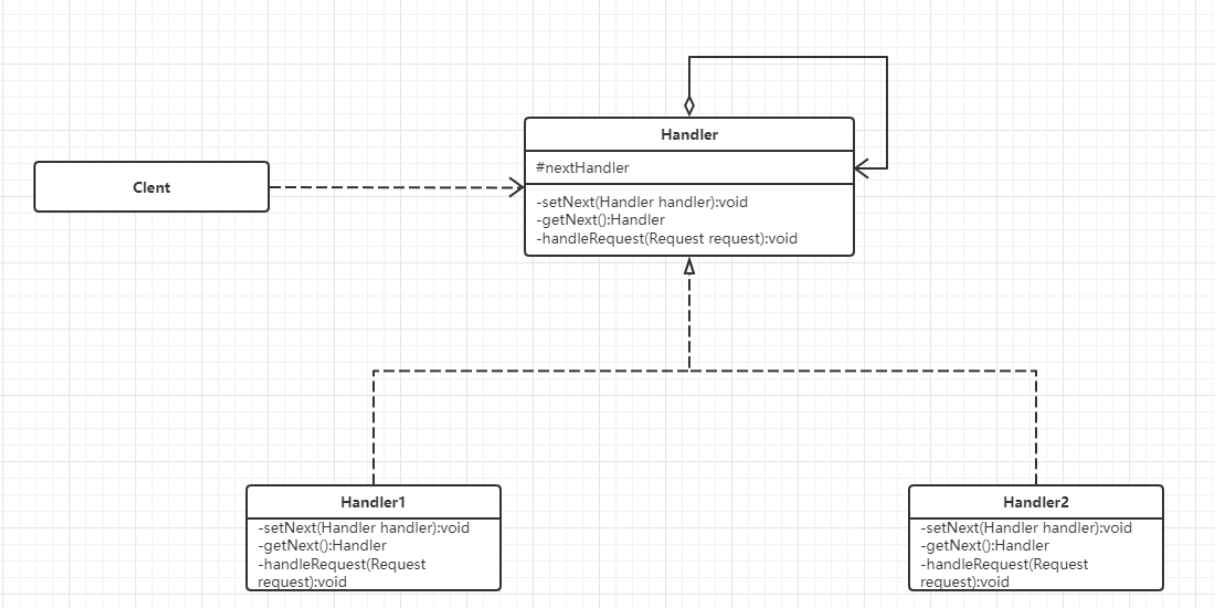 Handler
#nextHandler
Clent
-setNext(Handler handler):void
-getNext():Handler
-handleRequest(Request request):void
Handler1
-setNext(Handler handler):void
-getNext():Handler
-handleRequest(Request
request):void
Handler2
-setNext(Handler handler):void
-getNext():Handler
-handleRequest(Request
request):void